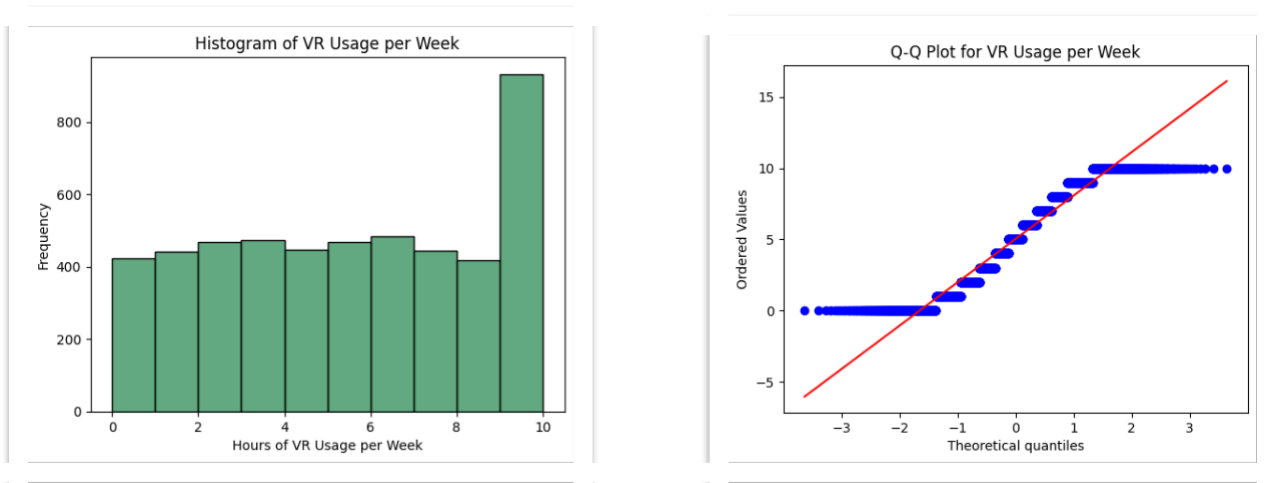 Histogram of VR Usage per Week
Frequency
800
600
400
200
0
0 2 4 6 8 10
Hours of VR Usage per Week
Q-Q Plot for VR Usage per Week
Ordered Values
15
10
5
0
−5
−3 −2 −1 0 1 2 3
Theoretical quantiles